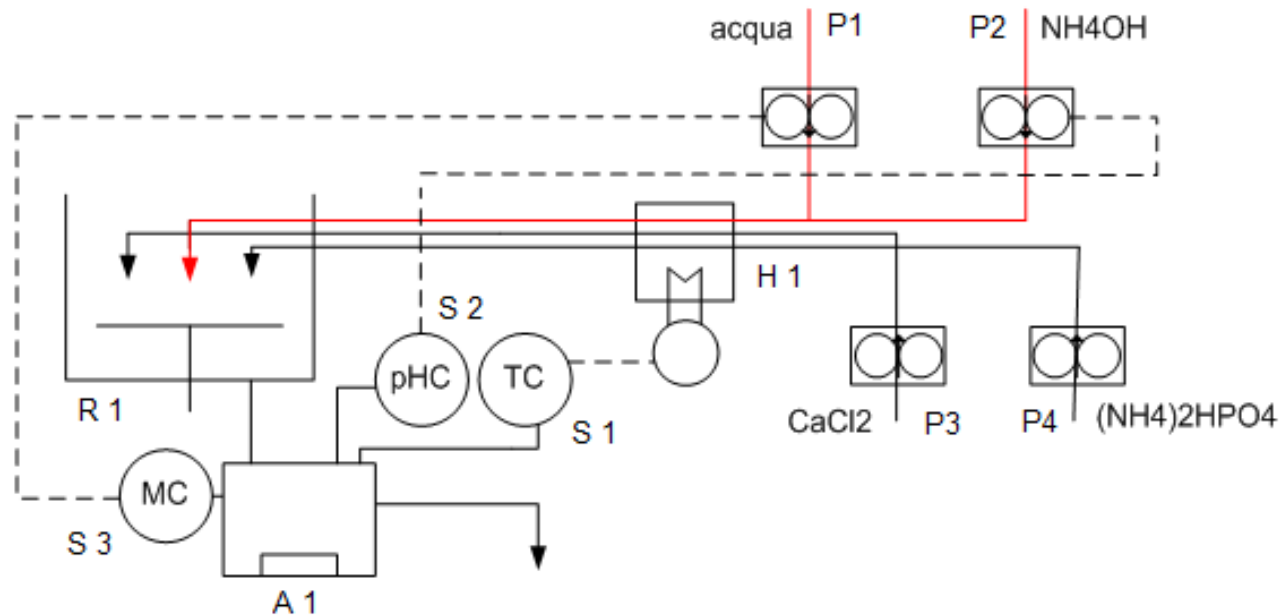 acqua P1 P2 NH4OH
H 1
S 2
pHC TC
R 1
S 1
CaCl2 P3 P4 (NH4)2HPO4
MC
S 3
A 1